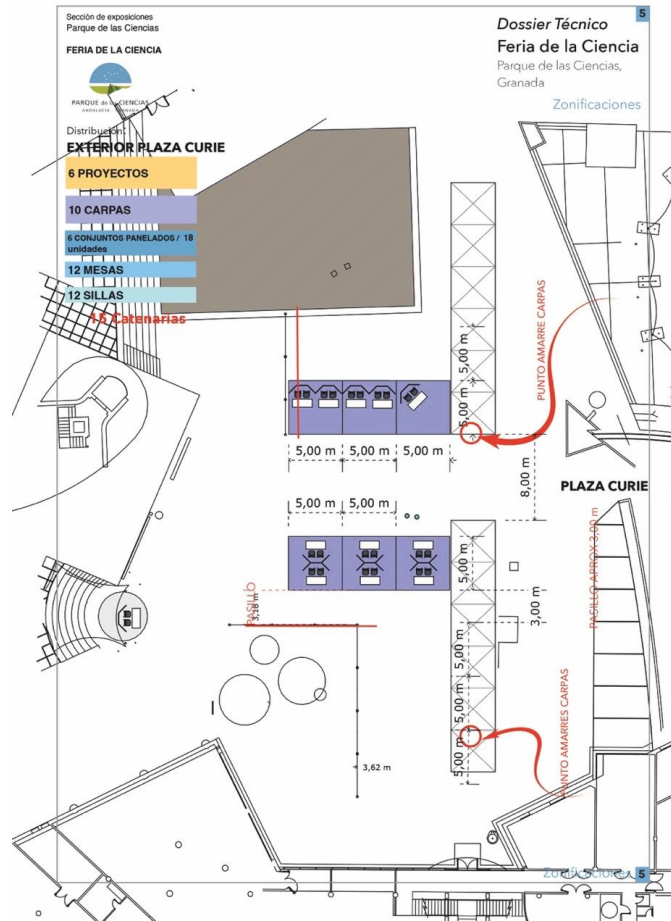 Sección de exposiciones
Parque de las Ciencias
FERIA DE LA CIENCIA
PARQUE de las CIENCIAS
ANDALUCÍA GRANADA
5
Dossier Técnico
Feria de la Ciencia
Parque de las Ciencias,
Granada
Zonificaciones
Distribución:
EXTERIOR PLAZA CURIE
6 PROYECTOS
10 CARPAS
6 CONJUNTOS PANELADOS / 18
unidades
12 MESAS
12 SILLAS
15 Catenarias
PUNTO AMARRE CARPAS
5,00 m
5,00 m
5,00 m
5,00 m
5,00 m
8,00 m
PLAZA CURIE
5,00 m
5,00 m
5,00 m
PASILLO APROX 3,00 m
PASILLO
3,18 m
3,00 m
5,00 m
5,00 m
5,00 m
3,62 m
PUNTO AMARRES CARPAS
Zonificaciones 5